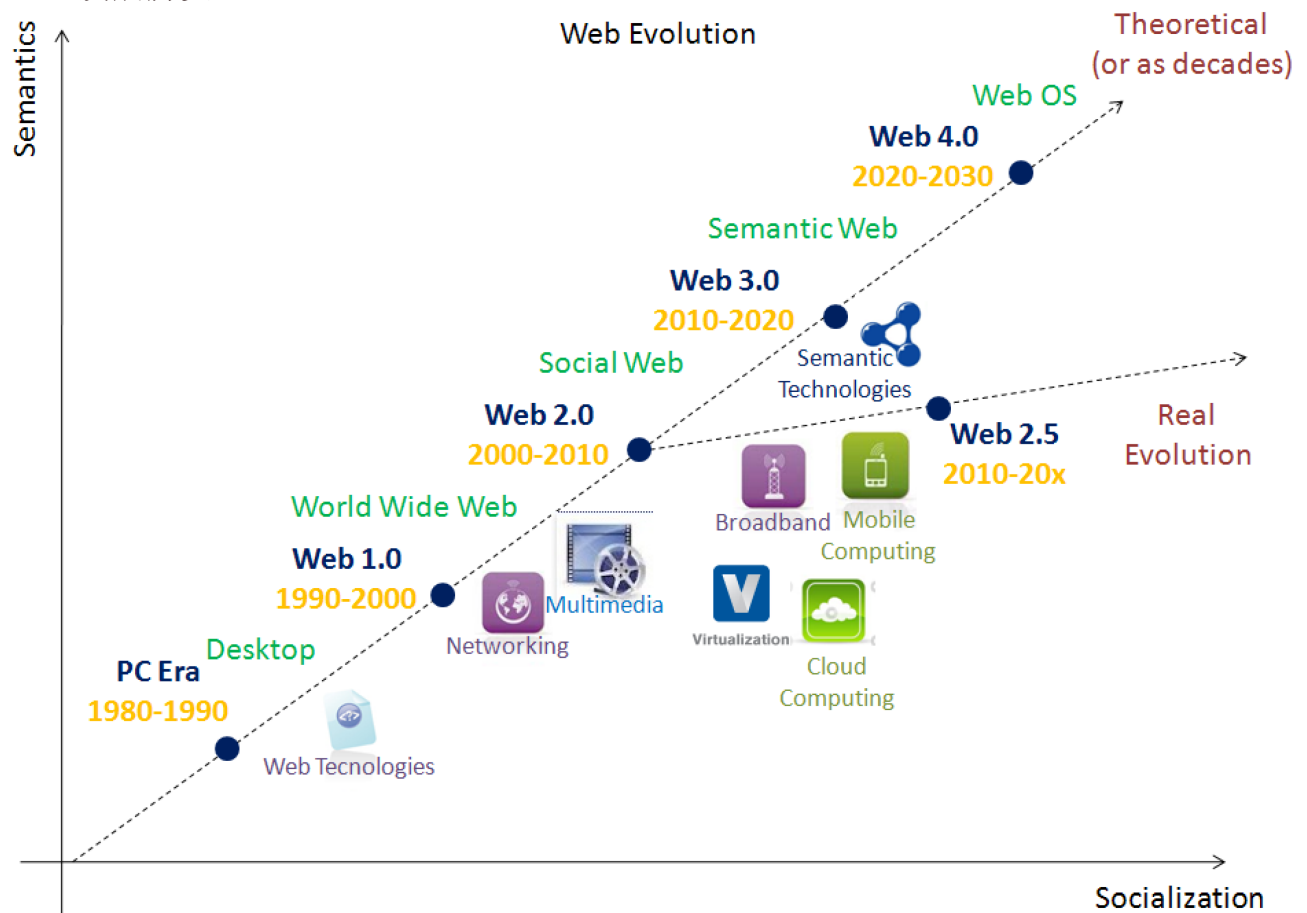 Web Evolution
Semantics
Theoretical
(or as decades)
Web OS
Web 4.0
2020-2030
Semantic Web
Web 3.0
2010-2020
Semantic
Technologies
Social Web
Web 2.0
2000-2010
Real
Evolution
Web 2.5
2010-20x
Broadband
Mobile
Computing
World Wide Web
Web 1.0
1990-2000
Networking
Multimedia
V
Virtualization
Cloud
Computing
Desktop
PC Era
1980-1990
Web Tecnologies
Socialization